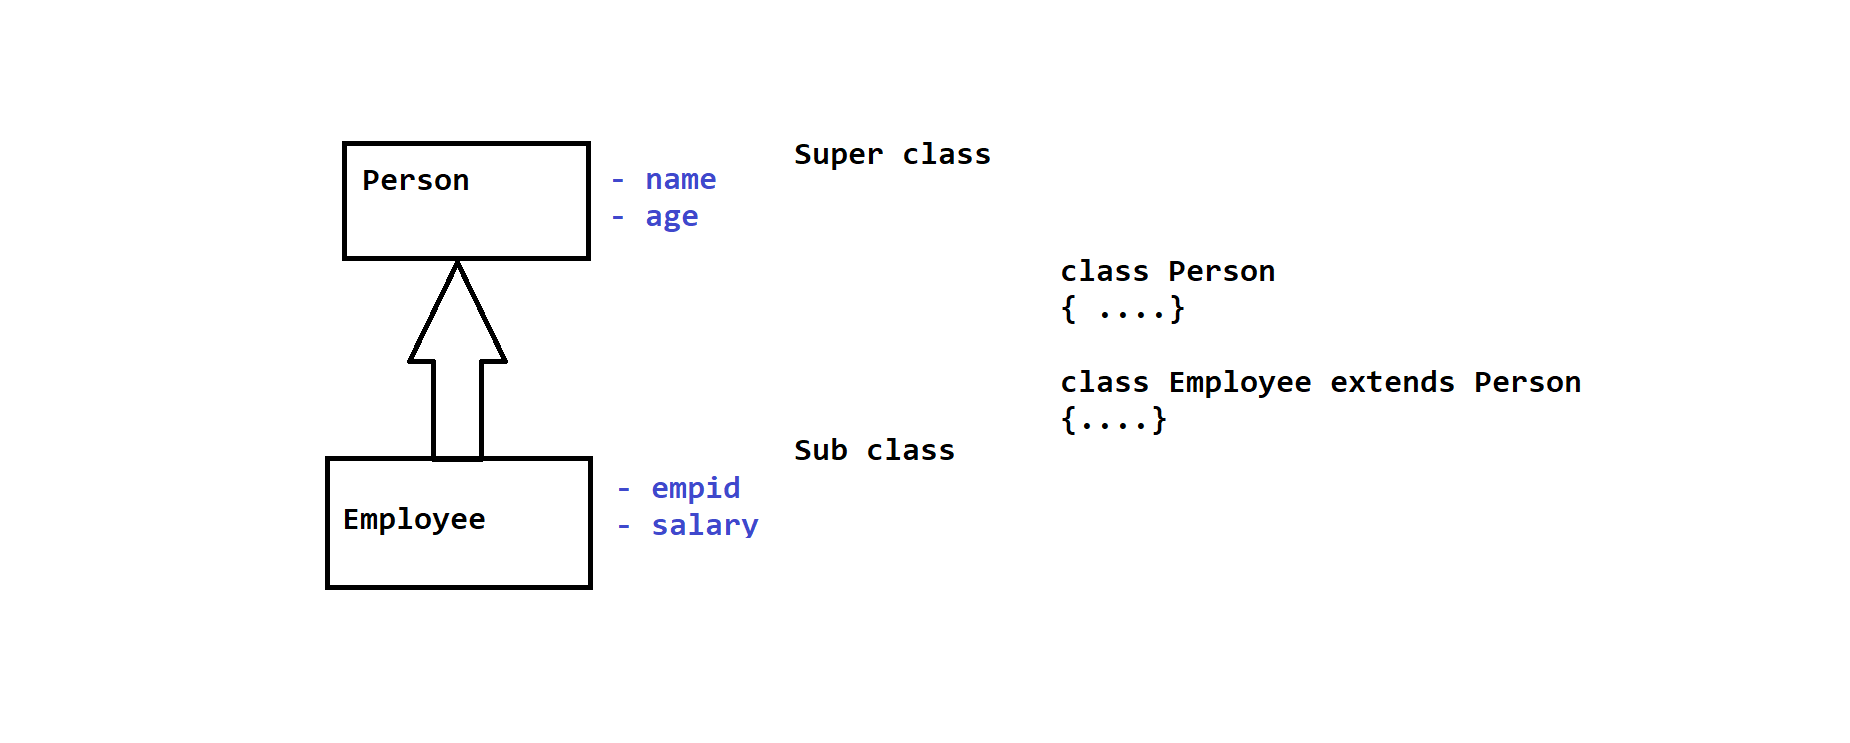 Person
- name
- age
Super class
class Person
{ ....}
class Employee extends Person
{....}
Sub class
Employee
- empid
- salary